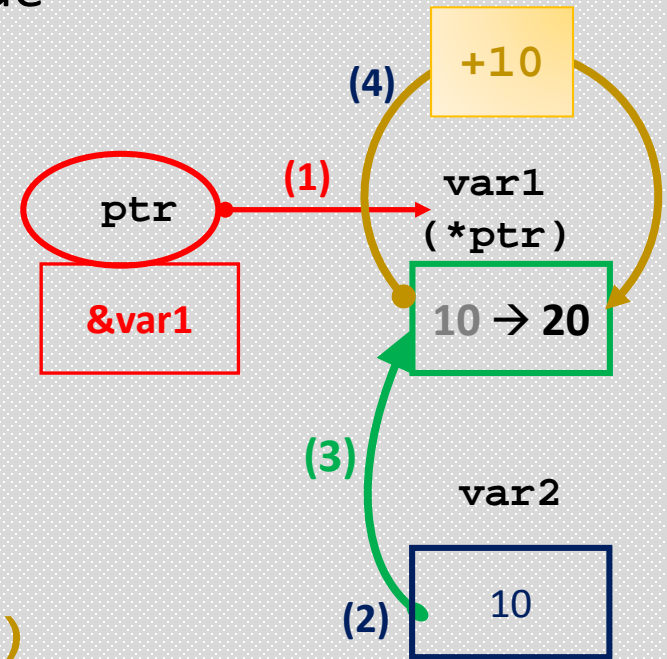 +10
(4)
(1)
var1
ptr
(*ptr)
&var1
10 → 20
(3)
var2
10
(2)
)